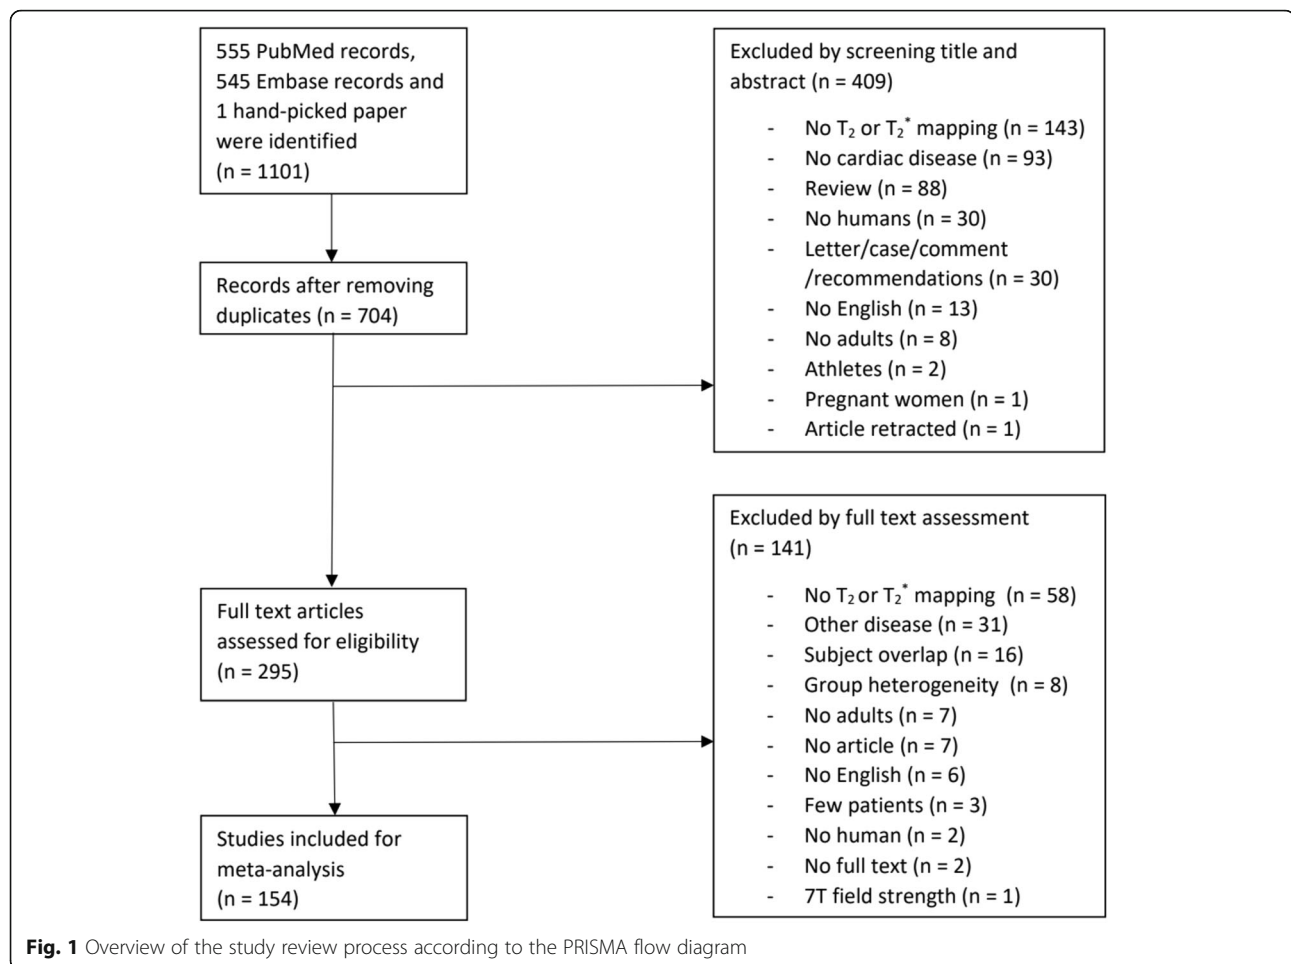 555 PubMed records,
545 Embase records and
1 hand-picked paper
were identified
(n = 1101)
Records after removing
duplicates (n = 704)
Excluded by screening title and
abstract (n = 409)
- No T₂ or T₂* mapping (n = 143)
- No cardiac disease (n = 93)
- Review (n = 88)
- No humans (n = 30)
- Letter/case/comment
/recommendations (n = 30)
- No English (n = 13)
- No adults (n = 8)
- Athletes (n = 2)
- Pregnant women (n = 1)
- Article retracted (n = 1)
Full text articles
assessed for eligibility
(n = 295)
Excluded by full text assessment
(n = 141)
- No T₂ or T₂* mapping (n = 58)
- Other disease (n = 31)
- Subject overlap (n = 16)
- Group heterogeneity (n = 8)
- No adults (n = 7)
- No article (n = 7)
- No English (n = 6)
- Few patients (n = 3)
- No human (n = 2)
- No full text (n = 2)
- 7T field strength (n = 1)
Studies included for
meta-analysis
(n = 154)
Fig. 1 Overview of the study review process according to the PRISMA flow diagram